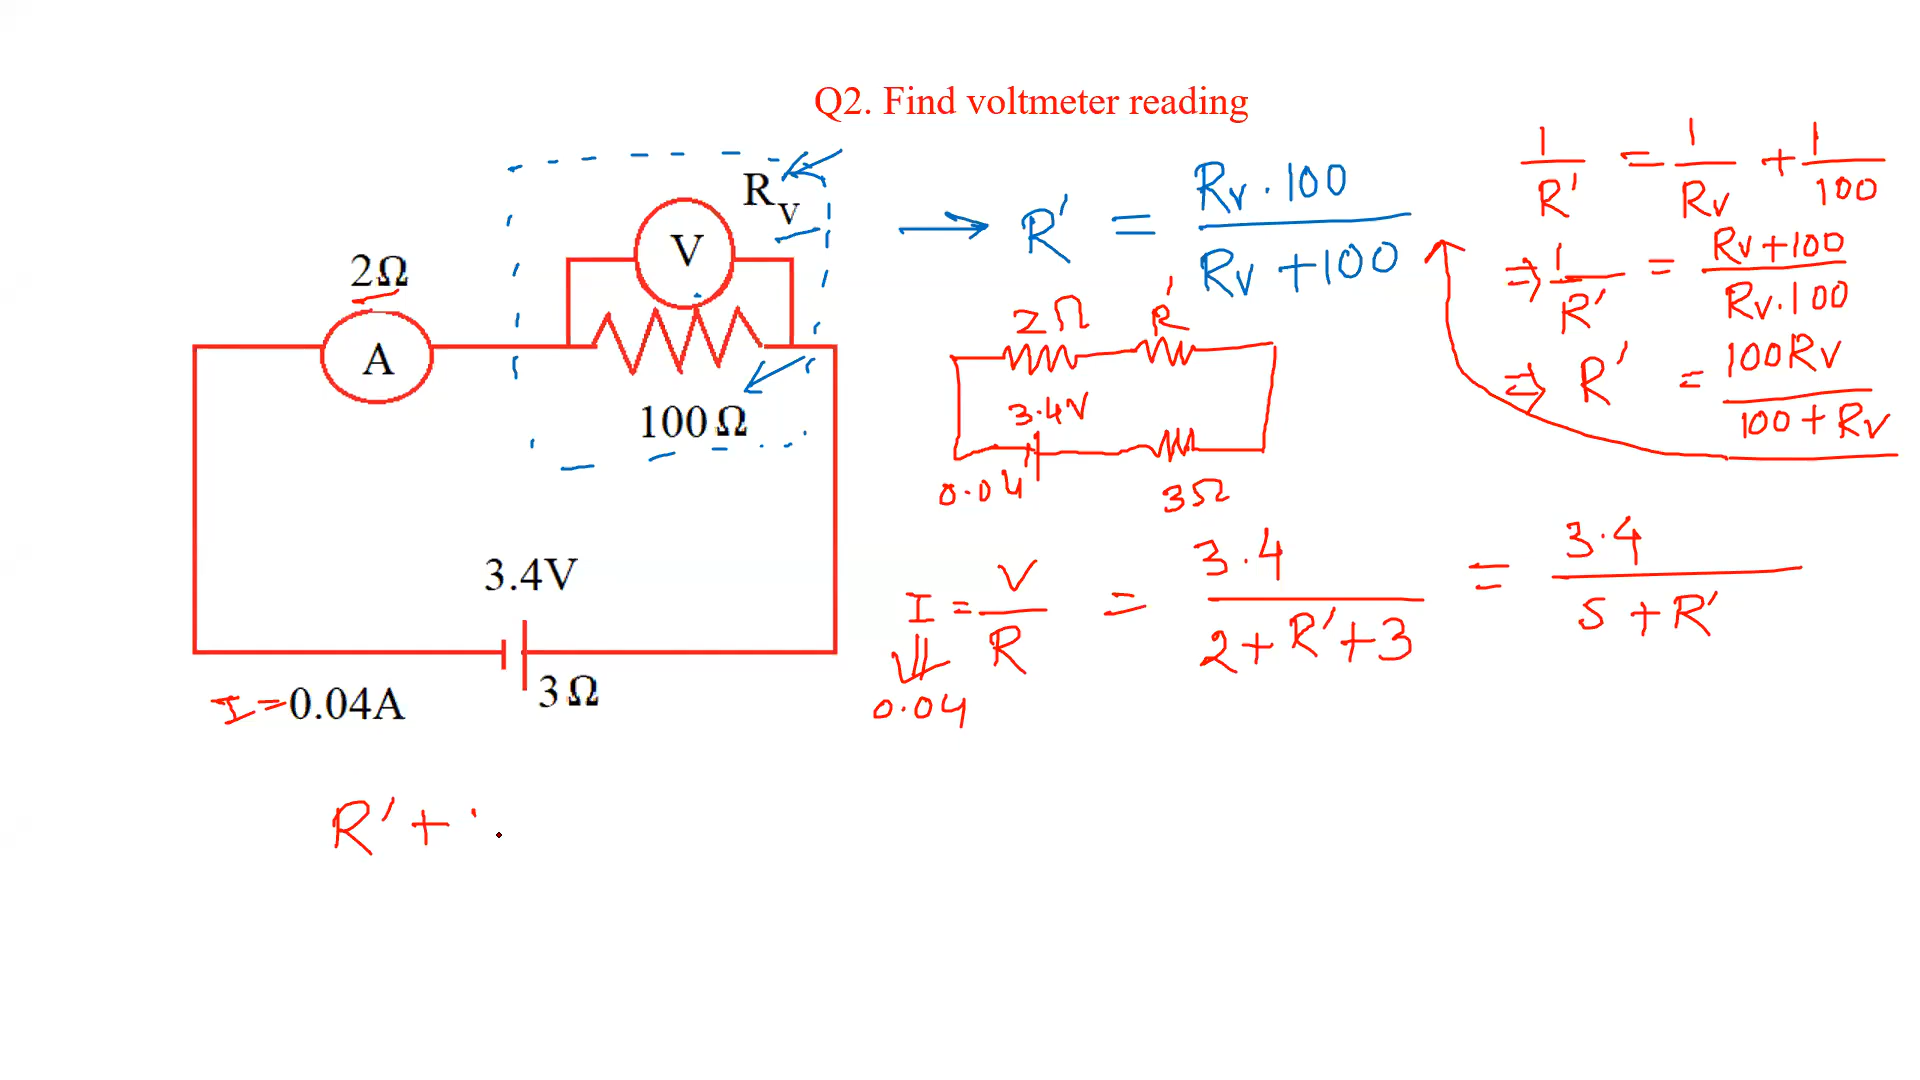 Q2. Find voltmeter reading
R_V
V
2Ω
A
100Ω
3.4V
3Ω
I = 0.04A
R' +
→ R' = Rv · 100 / Rv + 100
2Ω R'
3.4V
0.04 3Ω
I = V/R = 3.4 / 2 + R' + 3 = 3.4 / 5 + R'
0.04
1/R' = 1/Rv + 1/100
⇒ 1/R' = Rv + 100 / Rv · 100
⇒ R' = 100Rv / 100 + Rv